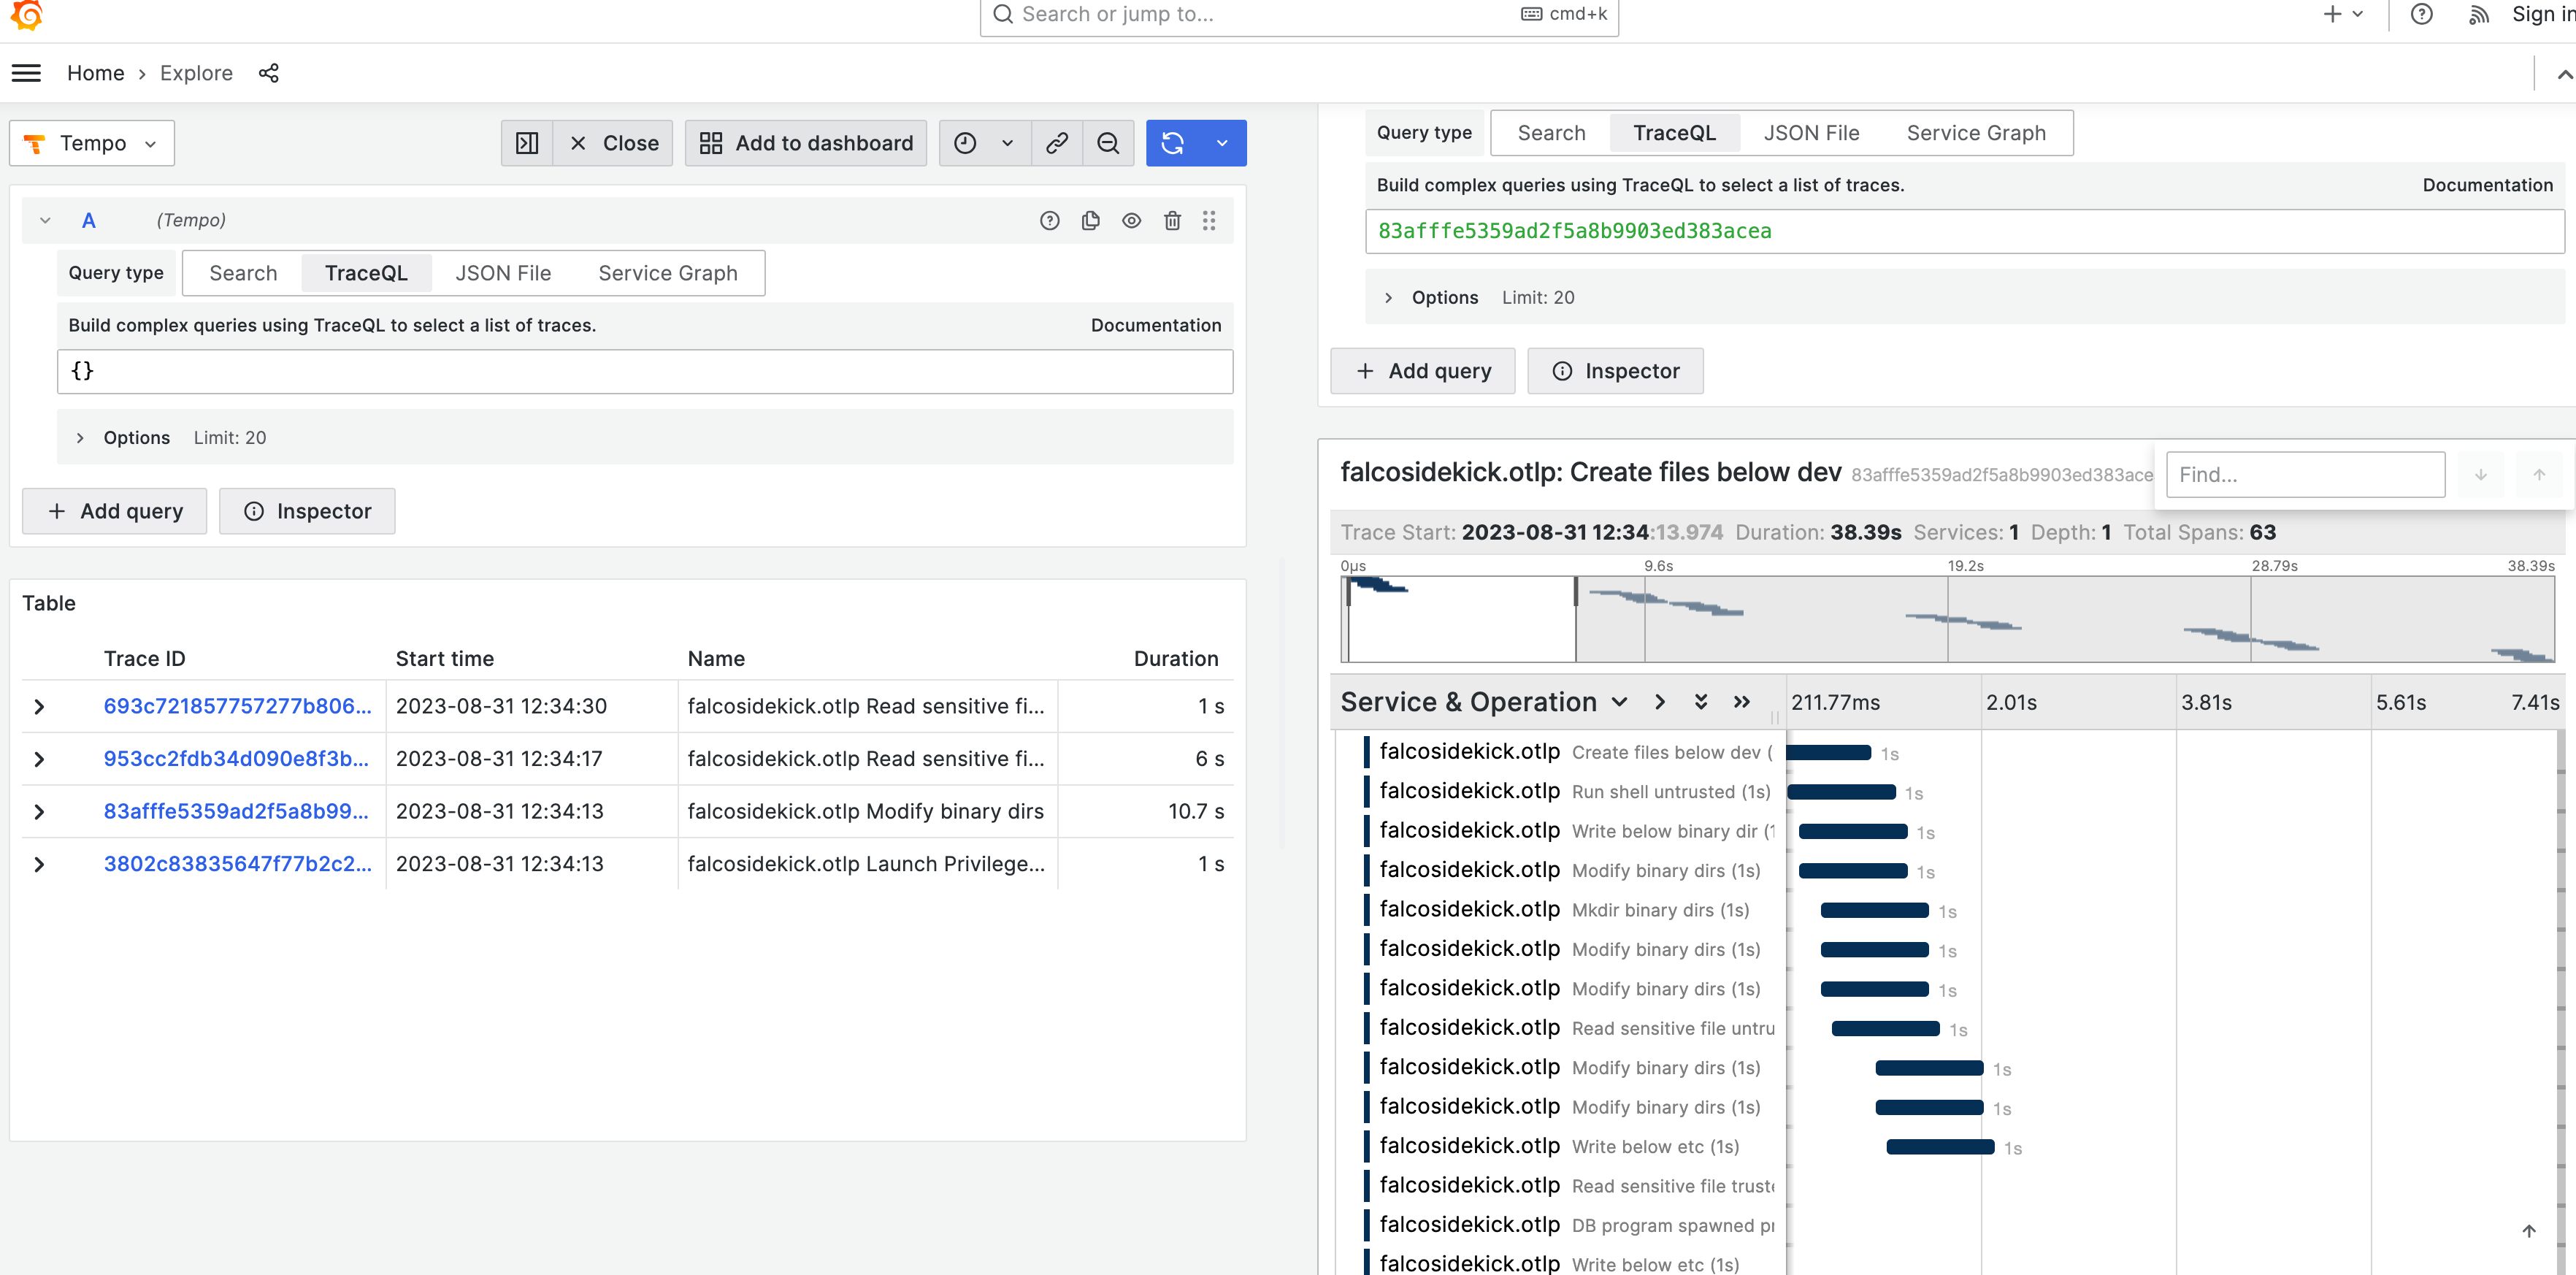 Search or jump to... cmd+k
Sign in
Home › Explore
Tempo
Close
Add to dashboard
A (Tempo)
Query type Search TraceQL JSON File Service Graph
Build complex queries using TraceQL to select a list of traces. Documentation
{}
Options Limit: 20
+ Add query
Inspector
Table
Trace ID Start time Name Duration
693c721857757277b806... 2023-08-31 12:34:30 falcosidekick.otlp Read sensitive fi... 1 s
953cc2fdb34d090e8f3b... 2023-08-31 12:34:17 falcosidekick.otlp Read sensitive fi... 6 s
83afffe5359ad2f5a8b99... 2023-08-31 12:34:13 falcosidekick.otlp Modify binary dirs 10.7 s
3802c83835647f77b2c2... 2023-08-31 12:34:13 falcosidekick.otlp Launch Privilege... 1 s
Query type Search TraceQL JSON File Service Graph
Build complex queries using TraceQL to select a list of traces. Documentation
83afffe5359ad2f5a8b9903ed383acea
Options Limit: 20
+ Add query
Inspector
falcosidekick.otlp: Create files below dev 83afffe5359ad2f5a8b9903ed383ace
Find...
Trace Start: 2023-08-31 12:34:13.974 Duration: 38.39s Services: 1 Depth: 1 Total Spans: 63
0µs 9.6s 19.2s 28.79s 38.39s
Service & Operation 211.77ms 2.01s 3.81s 5.61s 7.41s
falcosidekick.otlp Create files below dev ( 1s
falcosidekick.otlp Run shell untrusted (1s) 1s
falcosidekick.otlp Write below binary dir (1 1s
falcosidekick.otlp Modify binary dirs (1s) 1s
falcosidekick.otlp Mkdir binary dirs (1s) 1s
falcosidekick.otlp Modify binary dirs (1s) 1s
falcosidekick.otlp Modify binary dirs (1s) 1s
falcosidekick.otlp Read sensitive file untru 1s
falcosidekick.otlp Modify binary dirs (1s) 1s
falcosidekick.otlp Modify binary dirs (1s) 1s
falcosidekick.otlp Write below etc (1s) 1s
falcosidekick.otlp Read sensitive file truste
falcosidekick.otlp DB program spawned pr
falcosidekick.otlp Write below etc (1s)